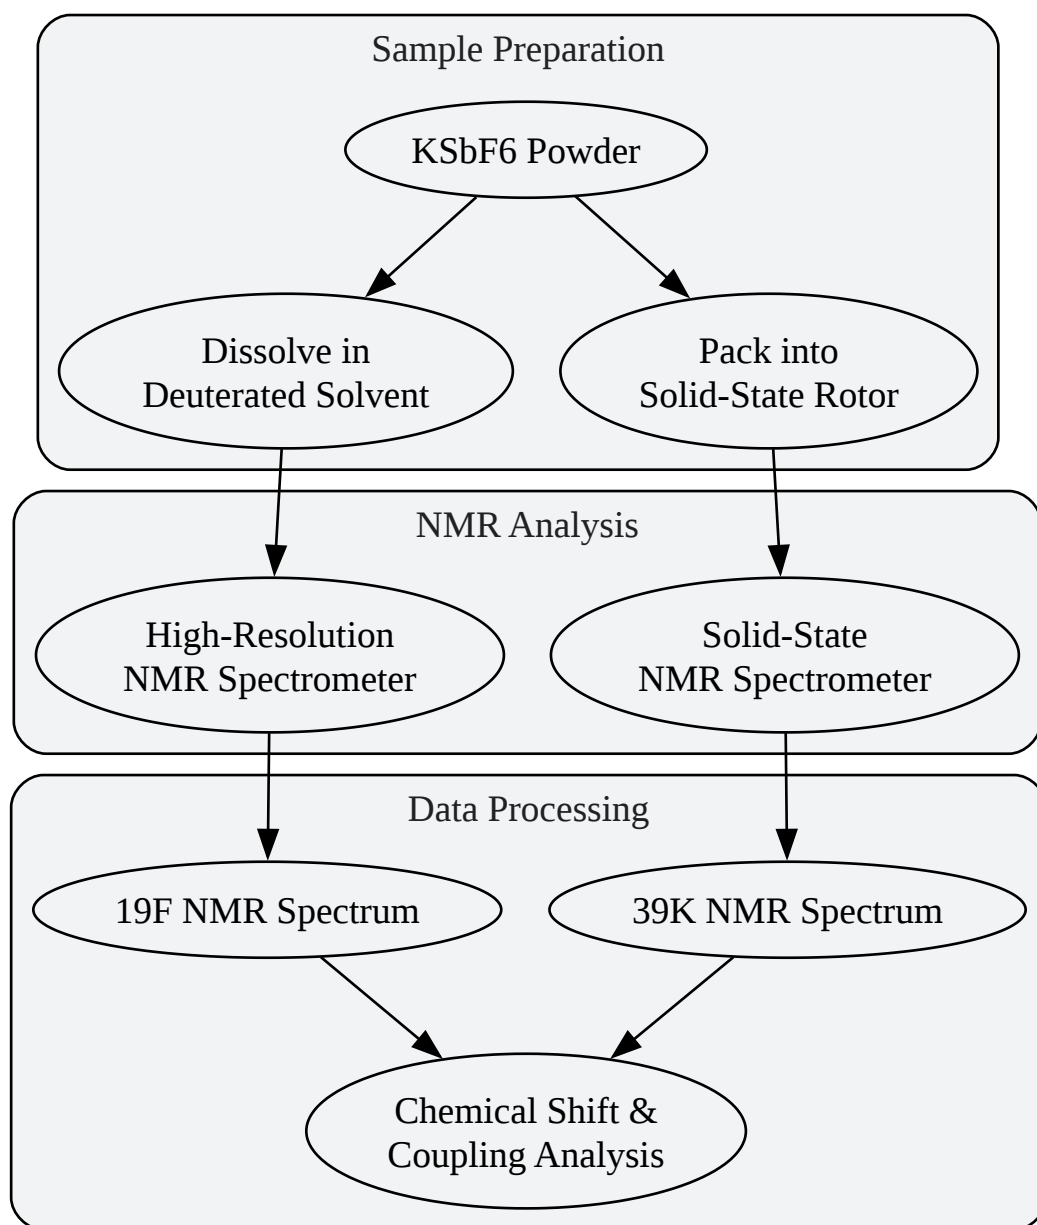 Sample Preparation
KSbF6 Powder
Dissolve in
Deuterated Solvent
Pack into
Solid-State Rotor
NMR Analysis
High-Resolution
NMR Spectrometer
Solid-State
NMR Spectrometer
Data Processing
19F NMR Spectrum
39K NMR Spectrum
Chemical Shift &
Coupling Analysis